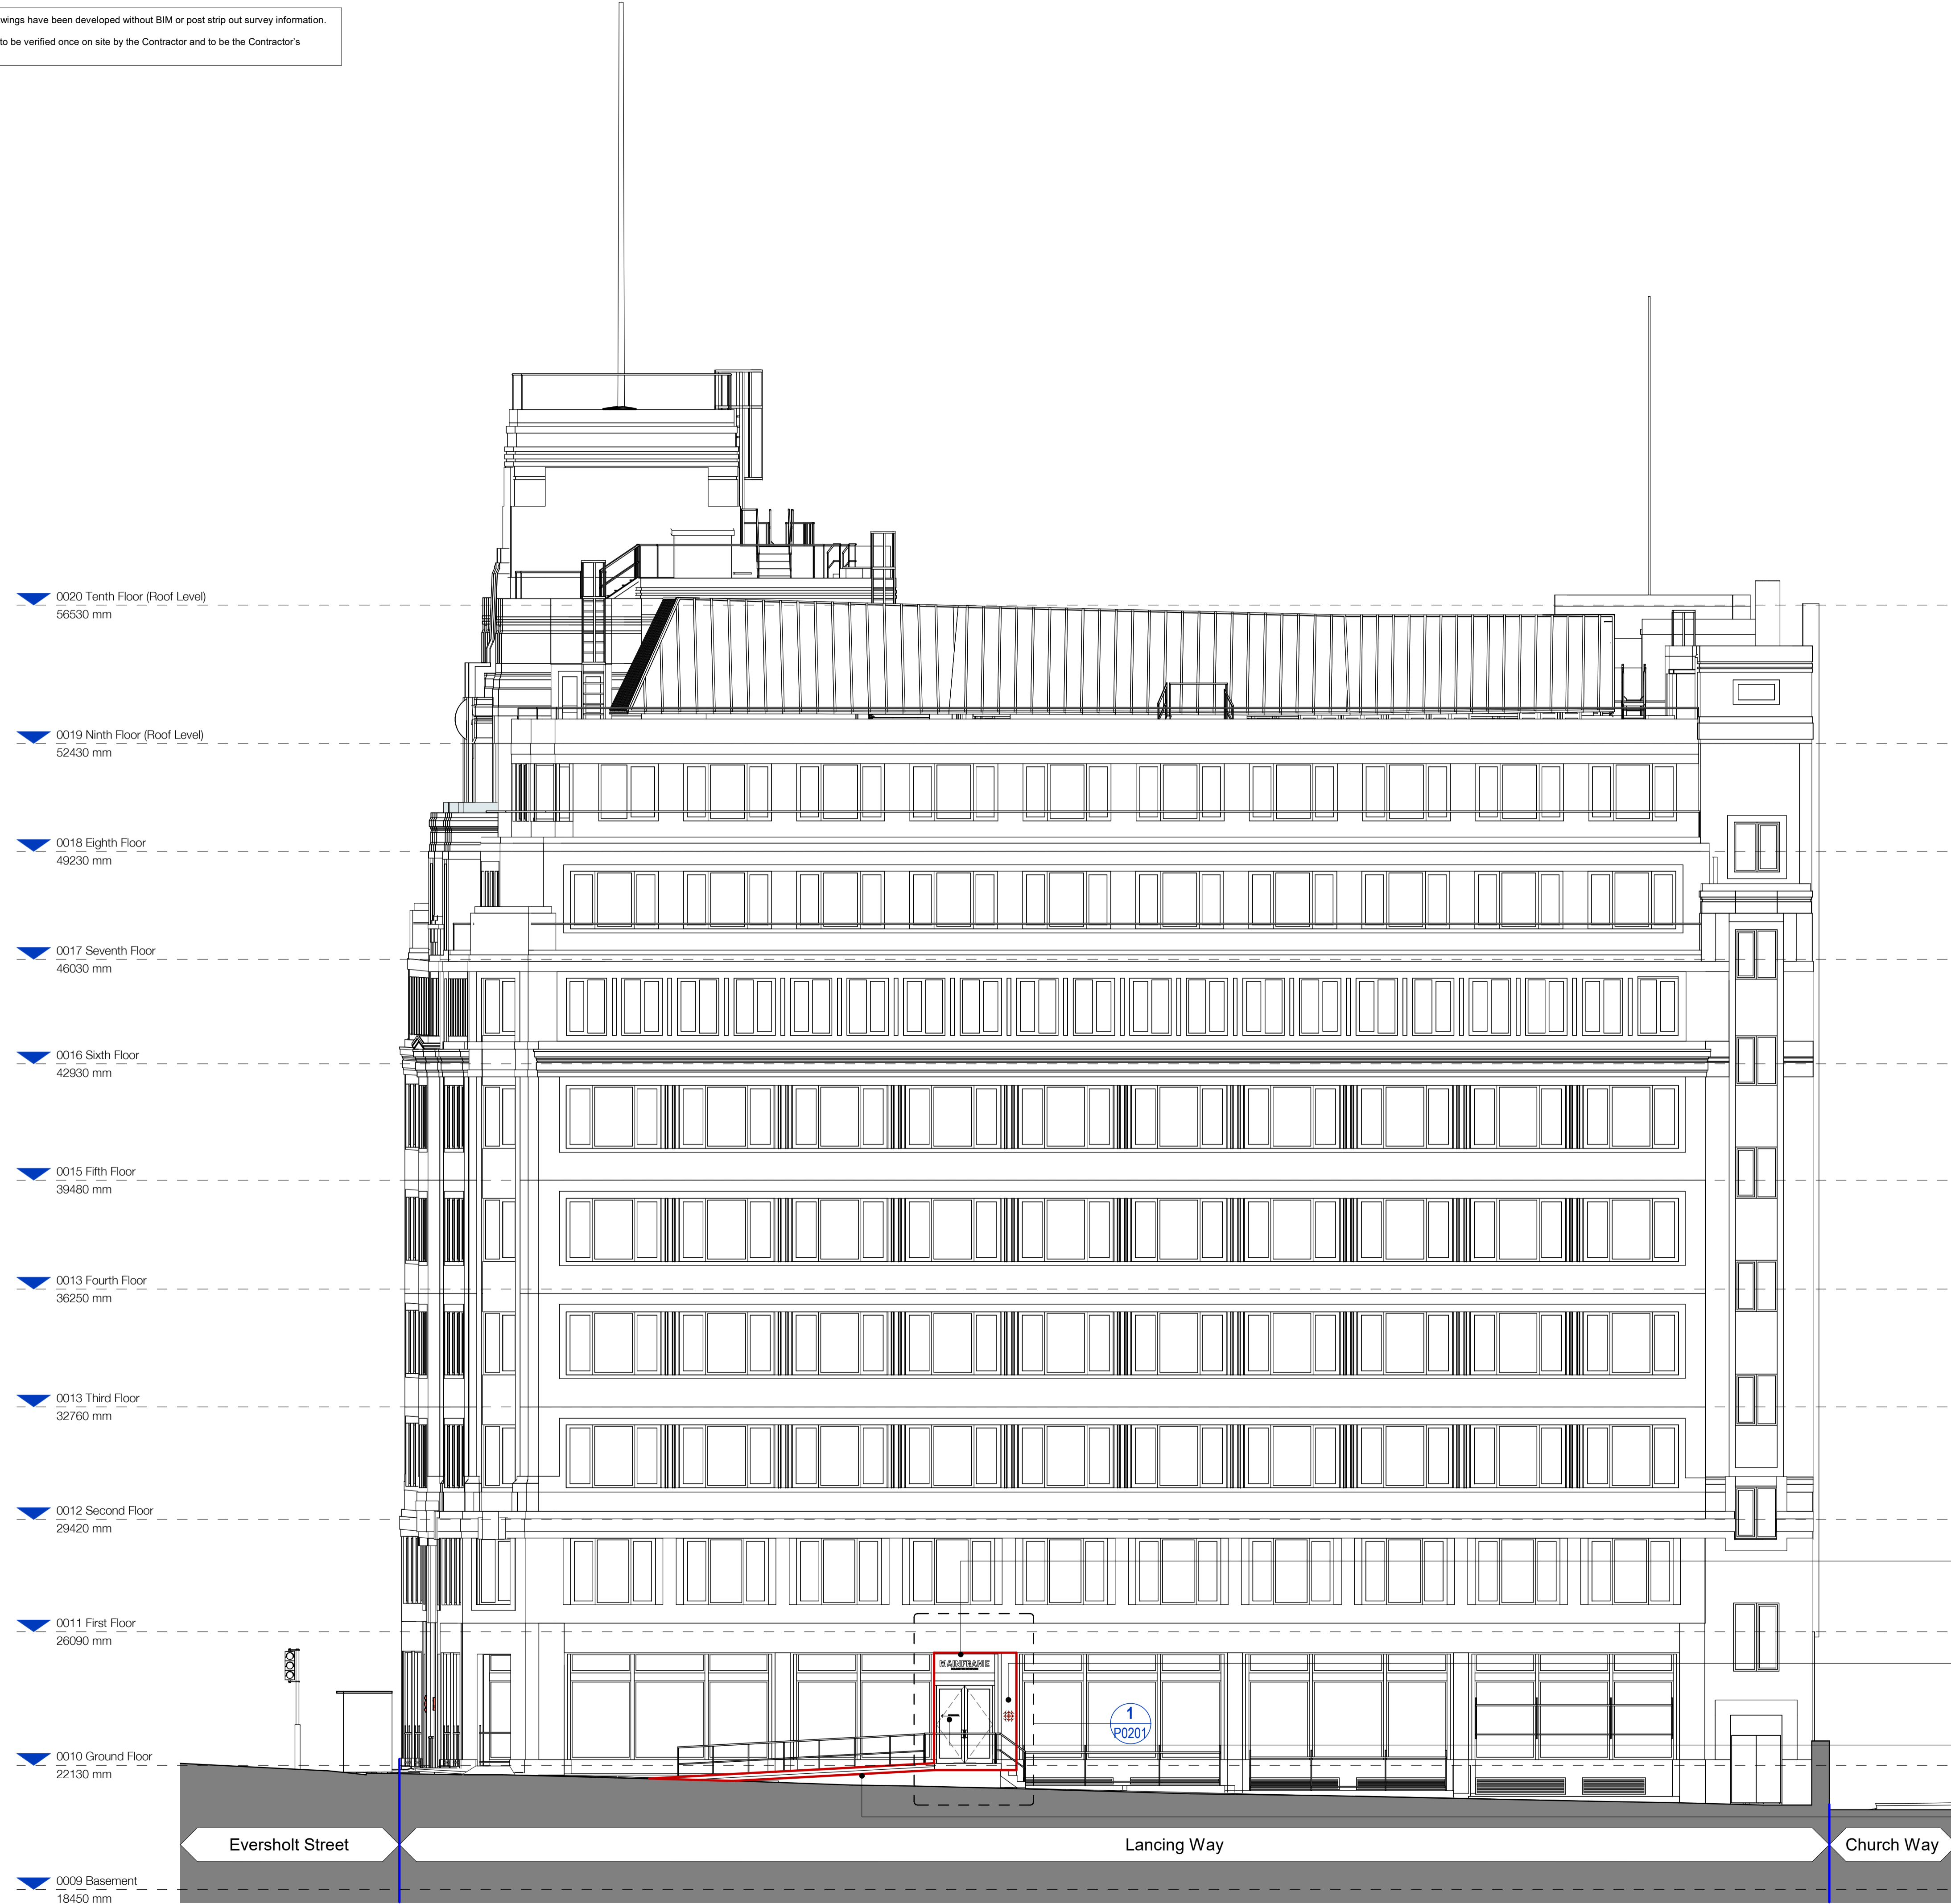 wings have been developed without BIM or post strip out survey information.
to be verified once on site by the Contractor and to be the Contractor's
0020 Tenth Floor (Roof Level)
56530 mm
0019 Ninth Floor (Roof Level)
52430 mm
0018 Eighth Floor
49230 mm
0017 Seventh Floor
46030 mm
0016 Sixth Floor
42930 mm
0015 Fifth Floor
39480 mm
0013 Fourth Floor
36250 mm
0013 Third Floor
32760 mm
0012 Second Floor
29420 mm
0011 First Floor
26090 mm
MAINFRAME
1
P0201
0010 Ground Floor
22130 mm
Eversholt Street
Lancing Way
Church Way
0009 Basement
18450 mm